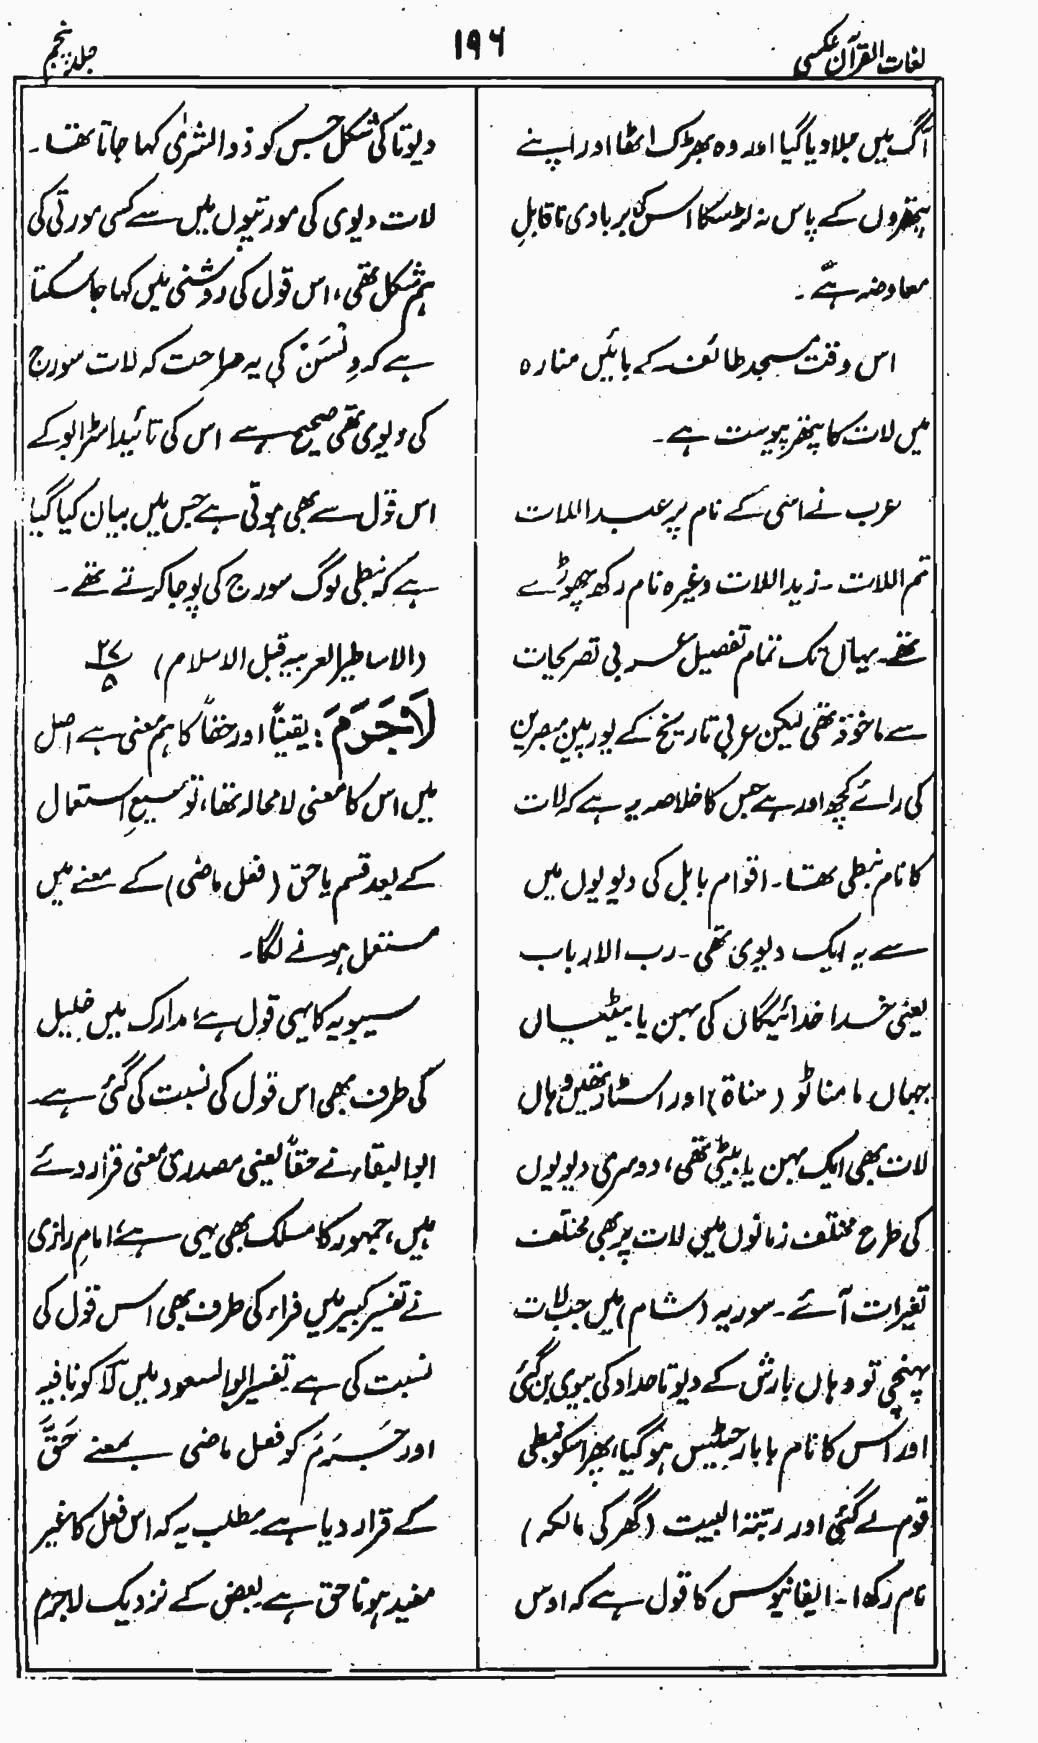 لغات القرآن عکسی
۱۹۶
جلد پنجم
آگ میں جلا دیا گیا اور وہ بھڑک اٹھا اور اپنے
پتھروں کے پاس نہ لڑ سکا اس کی بربادی ناقابلِ
معاوضہ ہے۔
اس وقت مسجد طائف کے بائیں منارہ
میں لات کا پتھر پیوست ہے۔
عرب نے اسی کے نام پر عبد اللات
تم اللات۔ زید اللات وغیرہ نام رکھ چھوڑے
تھے۔ یہاں تک تمام تفصیل عربی تصریحات
سے ماخوذ تھی لیکن عربی تاریخ کے یورپین مبصرین
کی رائے کچھ اور ہے جس کا خلاصہ یہ ہے کہ لات
کا نام نبطی تھا۔ اقوام بابل کی دیویوں میں
سے یہ ایک دیوی تھی۔ رب الارباب
یعنی خدا خدائیگاں کی بہن یا بیٹیاں
جہاں مامناٹو (مناۃ) اور استار تھیں وہاں
لات بھی ایک بہن یا بیٹی تھی، دوسری دیویوں
کی طرح مختلف زمانوں میں لات پر بھی مختلف
تغیرات آئے۔ سوریہ (شام) میں جب لات
پہنچی تو وہاں بارش کے دیوتا حداد کی بیوی بن گئی
اور اس کا نام ہابارحٹیس ہو گیا، پھر اسکو نبطی
قوم لے گئی اور ربۃ البیت (گھر کی مالکہ)
نام رکھا۔ ایفانیوس کا قول ہے کہ اوس
دیوتا کی شکل جس کو ذو الشریٰ کہا جاتا تھا۔
لات دیوی کی مورتیوں میں سے کسی مورتی کی
ہم شکل تھی، اس قول کی روشنی میں کہا جا سکتا
ہے کہ وِنْسَنْ کی یہ صراحت کہ لات سورج
کی دیوی تھی صحیح ہے اس کی تائید اسٹرابو کے
اس قول سے بھی ہوتی ہے جس میں بیان کیا گیا
ہے کہ نبطی لوگ سورج کی پوجا کرتے تھے۔
(الاساطیر العربیہ قبل الاسلام) ۲۷/۵
لَاجَرَمَ: یقیناً اور حقاً کا ہم معنی ہے اصل
میں اس کا معنی لامحالہ تھا، توسیع استعمال
کے بعد قسم یا حق (فعل ماضی) کے معنے میں
مستعمل ہونے لگا۔
سیبویہ کا یہی قول ہے، مدارک میں خلیل
کی طرف بھی اس قول کی نسبت کی گئی ہے۔
ابو البقاء نے حقاً یعنی مصدری معنی قرار دئے
ہیں، جمہور کا مسلک بھی یہی ہے، امام رازی
نے تفسیر کبیر میں فراء کی طرف بھی اس قول کی
نسبت کی ہے تفسیر ابو السعود میں لَا کو نافیہ
اور جَرَمَ کو فعل ماضی بمعنے حَقَّ
کے قرار دیا ہے۔ مطلب یہ کہ اس فعل کا غیر
مفید ہونا حق ہے بعض کے نزدیک لاجرم